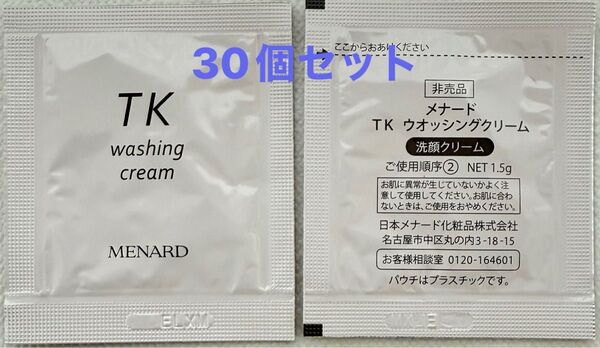 30個セット
TK
washing
cream
MENARD
ここからおあけください
非売品
メナード
TK ウオッシングクリーム
洗顔クリーム
ご使用順序② NET 1.5g
お肌に異常が生じていないかよく注
意して使用してください。お肌に合わ
ないときは、ご使用をおやめください。
日本メナード化粧品株式会社
名古屋市中区丸の内3-18-15
お客様相談室 0120-164601
パウチはプラスチックです。